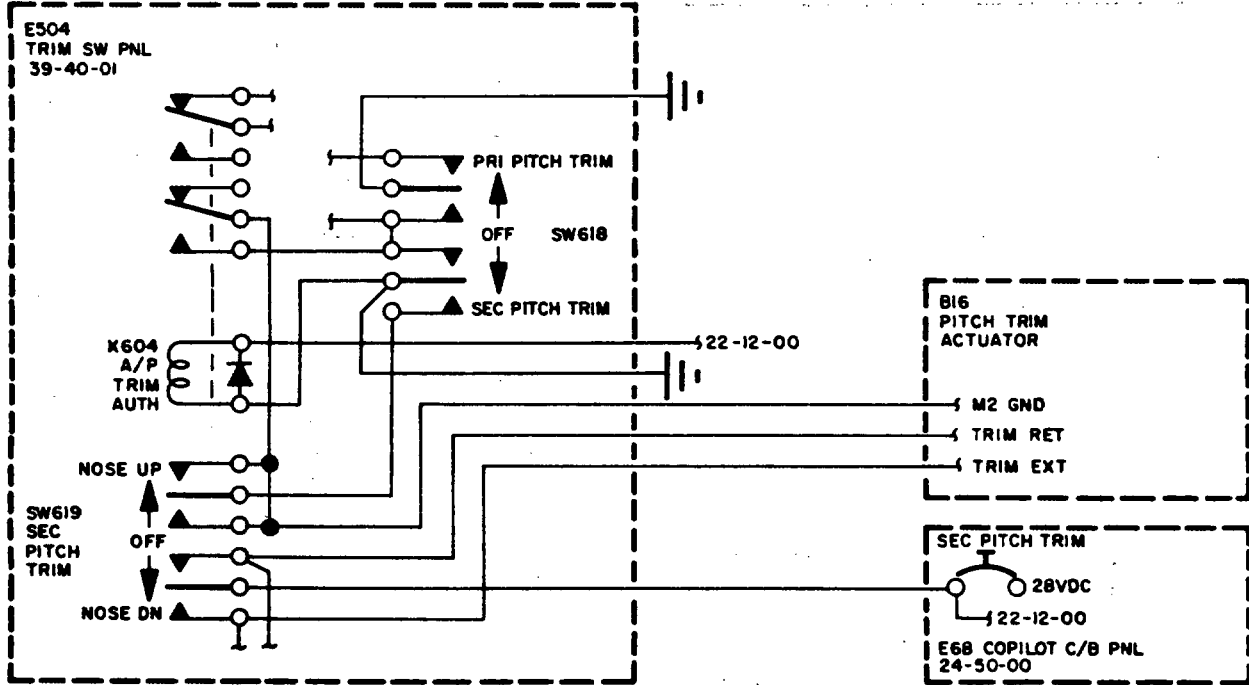 E504
TRIM SW PNL
39-40-01
PRI PITCH TRIM
OFF SW618
SEC PITCH TRIM
K604
A/P
TRIM
AUTH
22-12-00
B16
PITCH TRIM
ACTUATOR
M2 GND
TRIM RET
TRIM EXT
NOSE UP
SW619
SEC
PITCH
TRIM
OFF
NOSE DN
SEC PITCH TRIM
28VDC
22-12-00
E68 COPILOT C/B PNL
24-50-00